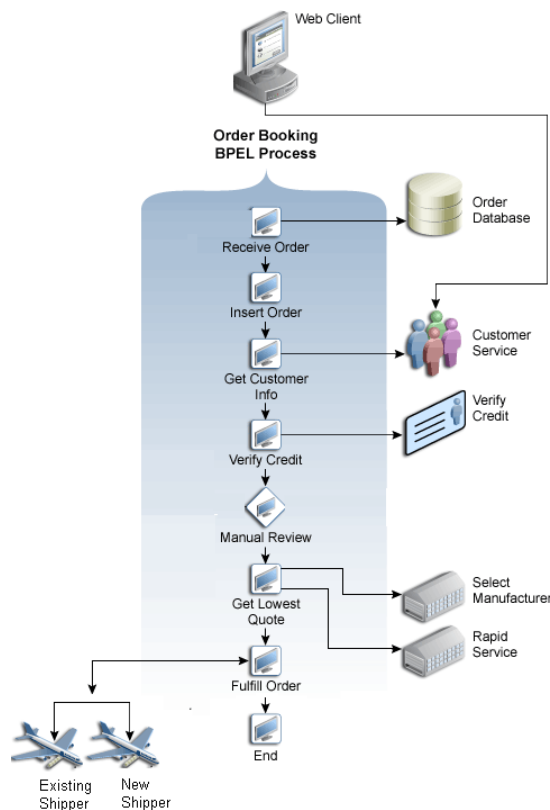 Web Client
Order Booking
BPEL Process
Order
Database
Receive Order
Insert Order
Customer
Service
Get Customer
Info
Verify
Credit
Verify Credit
Manual Review
Select
Manufacturer
Get Lowest
Quote
Rapid
Service
Fulfill Order
End
Existing
Shipper
New
Shipper